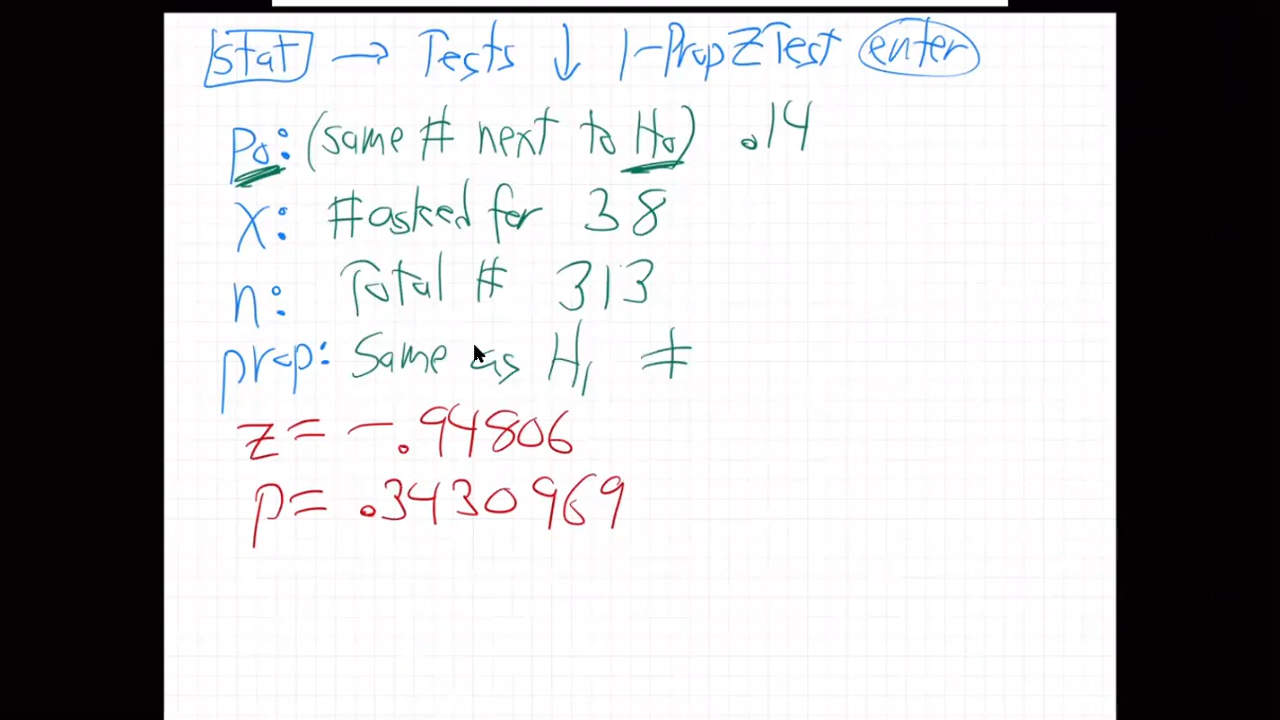 stat → Tests ↓ 1-PropZTest enter
Po: (same # next to Ho) .14
X: #asked for 38
n: Total # 313
prop: Same as H₁ ≠
z = -.94806
p = .3430969